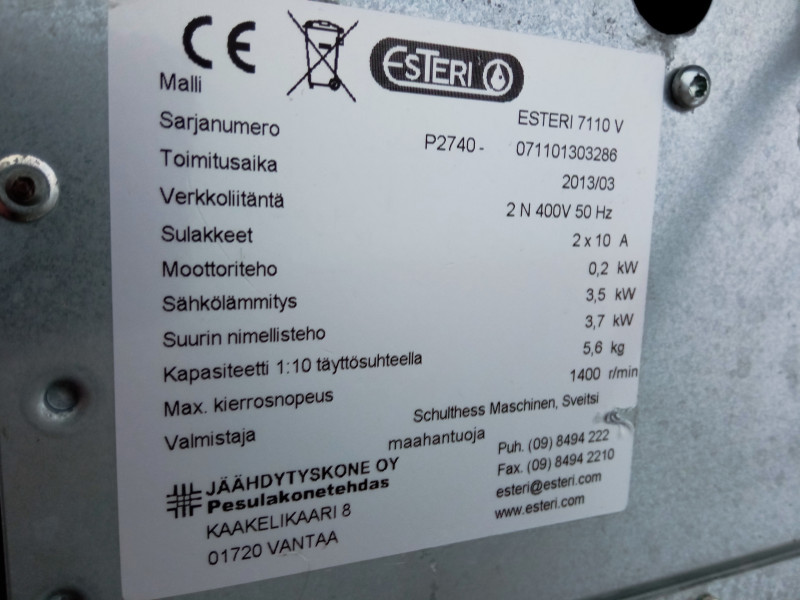 CE
ESTERI
Malli ESTERI 7110 V
Sarjanumero P2740 - 071101303286
Toimitusaika 2013/03
Verkkoliitäntä 2 N 400V 50 Hz
Sulakkeet 2 x 10 A
Moottoriteho 0,2 kW
Sähkölämmitys 3,5 kW
Suurin nimellisteho 3,7 kW
Kapasiteetti 1:10 täyttösuhteella 5,6 kg
Max. kierrosnopeus 1400 r/min
Valmistaja Schulthess Maschinen, Sveitsi
maahantuoja
JÄÄHDYTYSKONE OY
Pesulakonetehdas
KAAKELIKAARI 8
01720 VANTAA
Puh. (09) 8494 222
Fax. (09) 8494 2210
esteri@esteri.com
www.esteri.com